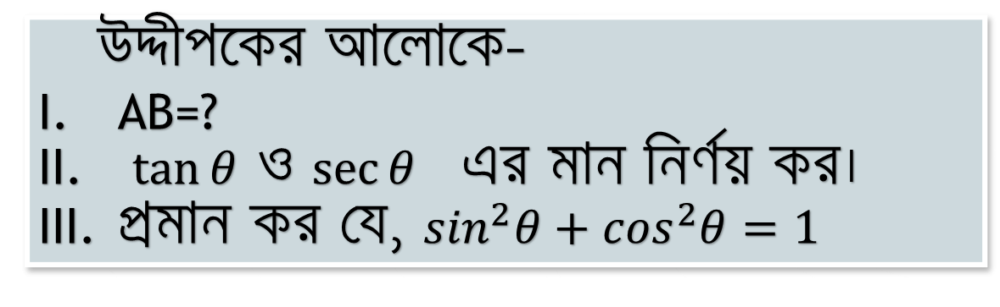 উদ্দীপকের আলোকে-
I. AB=?
II. tan θ ও sec θ এর মান নির্ণয় কর।
III. প্রমান কর যে, sin²θ + cos²θ = 1